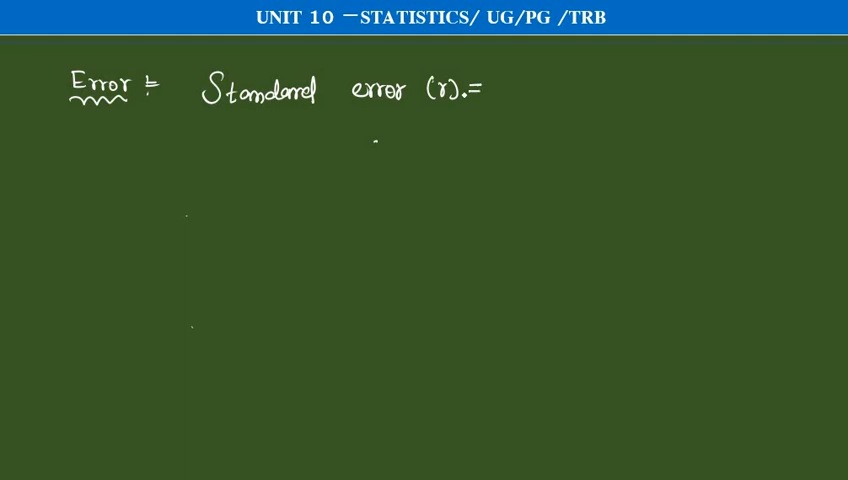 UNIT 10 – STATISTICS/ UG/PG /TRB
Error := Standard error (r).=